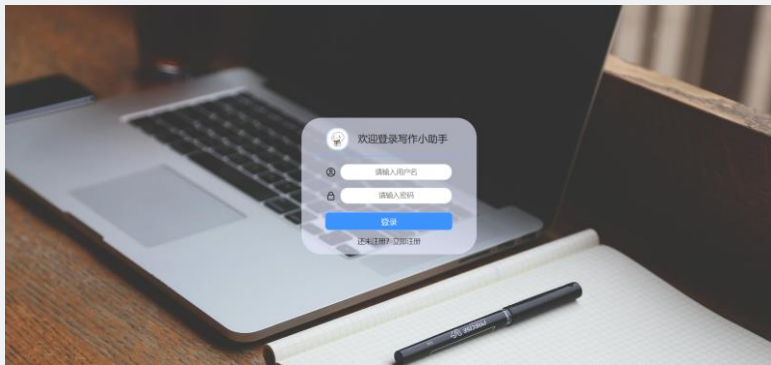 欢迎登录写作小助手
请输入用户名
请输入密码
登录
还未注册? 立即注册